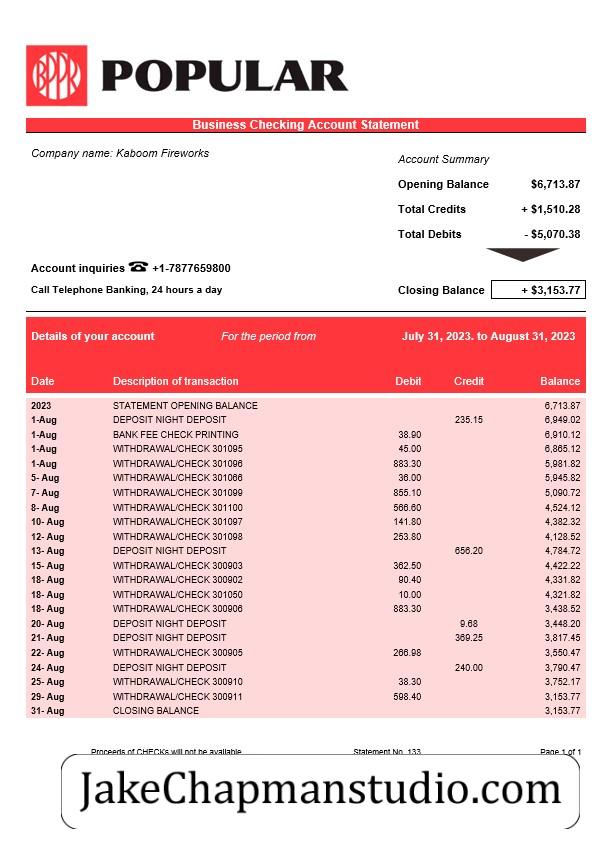 BPPR POPULAR
Business Checking Account Statement
Company name: Kaboom Fireworks
Account Summary
Opening Balance $6,713.87
Total Credits + $1,510.28
Total Debits - $5,070.38
Account inquiries ☎ +1-7877659800
Call Telephone Banking, 24 hours a day
Closing Balance + $3,153.77
Details of your account For the period from July 31, 2023. to August 31, 2023
Date Description of transaction Debit Credit Balance
2023 STATEMENT OPENING BALANCE 6,713.87
1-Aug DEPOSIT NIGHT DEPOSIT 235.15 6,949.02
1-Aug BANK FEE CHECK PRINTING 38.90 6,910.12
1-Aug WITHDRAWAL/CHECK 301095 45.00 6,865.12
1-Aug WITHDRAWAL/CHECK 301096 883.30 5,981.82
5- Aug WITHDRAWAL/CHECK 301066 36.00 5,945.82
7- Aug WITHDRAWAL/CHECK 301099 855.10 5,090.72
8- Aug WITHDRAWAL/CHECK 301100 566.60 4,524.12
10- Aug WITHDRAWAL/CHECK 301097 141.80 4,382.32
12- Aug WITHDRAWAL/CHECK 301098 253.80 4,128.52
13- Aug DEPOSIT NIGHT DEPOSIT 656.20 4,784.72
15- Aug WITHDRAWAL/CHECK 300903 362.50 4,422.22
18- Aug WITHDRAWAL/CHECK 300902 90.40 4,331.82
18- Aug WITHDRAWAL/CHECK 301050 10.00 4,321.82
18- Aug WITHDRAWAL/CHECK 300906 883.30 3,438.52
20- Aug DEPOSIT NIGHT DEPOSIT 9.68 3,448.20
21- Aug DEPOSIT NIGHT DEPOSIT 369.25 3,817.45
22- Aug WITHDRAWAL/CHECK 300905 266.98 3,550.47
24- Aug DEPOSIT NIGHT DEPOSIT 240.00 3,790.47
25- Aug WITHDRAWAL/CHECK 300910 38.30 3,752.17
29- Aug WITHDRAWAL/CHECK 300911 598.40 3,153.77
31- Aug CLOSING BALANCE 3,153.77
Proceeds of CHECKs will not be available Statement No. 133 Page 1 of 1
JakeChapmanstudio.com